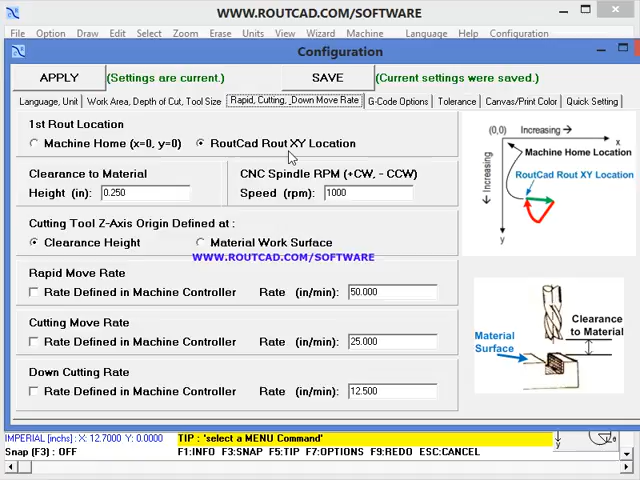 WWW.ROUTCAD.COM/SOFTWARE
File Option Draw Edit Select Zoom Erase Units View Wizard Machine Language Help Configuration
Configuration
APPLY (Settings are current.) SAVE (Current settings were saved.)
Language, Unit Work Area, Depth of Cut, Tool Size Rapid, Cutting, _Down Move Rate G-Code Options Tolerance Canvas/Print Color Quick Setting
1st Rout Location
Machine Home (x=0, y=0) RoutCad Rout XY Location
Clearance to Material
Height (in): 0.250
CNC Spindle RPM (+CW, - CCW)
Speed (rpm): 1000
Cutting Tool Z-Axis Origin Defined at :
Clearance Height Material Work Surface
WWW.ROUTCAD.COM/SOFTWARE
Rapid Move Rate
Rate Defined in Machine Controller Rate (in/min): 50.000
Cutting Move Rate
Rate Defined in Machine Controller Rate (in/min): 25.000
Down Cutting Rate
Rate Defined in Machine Controller Rate (in/min): 12.500
(0,0) Increasing
x
Machine Home Location
RoutCad Rout XY Location
Increasing
y
Clearance
to Material
Material
Surface
IMPERIAL [inchs] : X: 12.7000 Y: 0.0000 TIP : 'select a MENU Command'
y
Snap (F3) : OFF F1:INFO F3:SNAP F5:TIP F7:OPTIONS F9:REDO ESC:CANCEL